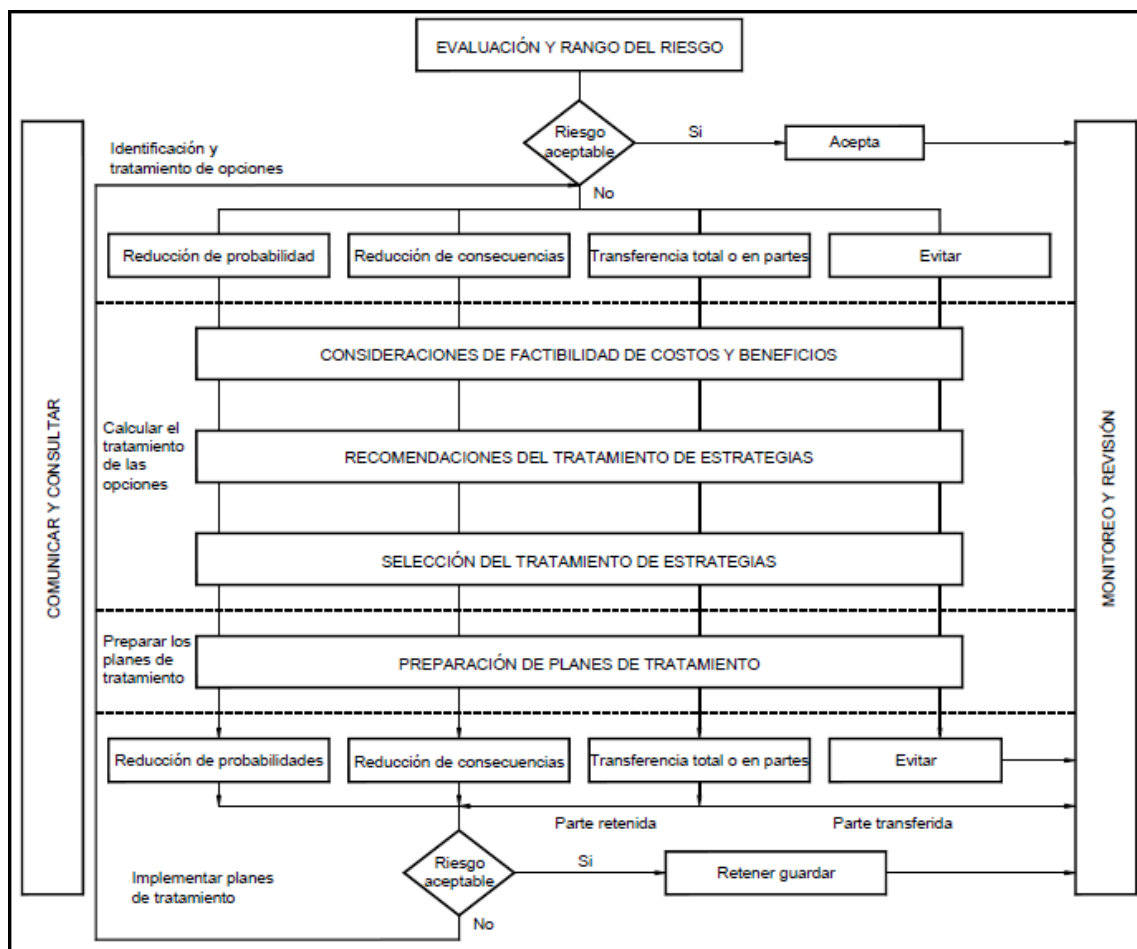 EVALUACIÓN Y RANGO DEL RIESGO
Riesgo
aceptable
Si
Acepta
Identificación y
tratamiento de opciones
No
Reducción de probabilidad
Reducción de consecuencias
Transferencia total o en partes
Evitar
CONSIDERACIONES DE FACTIBILIDAD DE COSTOS Y BENEFICIOS
COMUNICAR Y CONSULTAR
Calcular el
tratamiento
de las
opciones
RECOMENDACIONES DEL TRATAMIENTO DE ESTRATEGIAS
MONITOREO Y REVISIÓN
SELECCIÓN DEL TRATAMIENTO DE ESTRATEGIAS
Preparar los
planes de
tratamiento
PREPARACIÓN DE PLANES DE TRATAMIENTO
Reducción de probabilidades
Reducción de consecuencias
Transferencia total o en partes
Evitar
Parte retenida
Parte transferida
Implementar planes
de tratamiento
Riesgo
aceptable
Si
Retener guardar
No